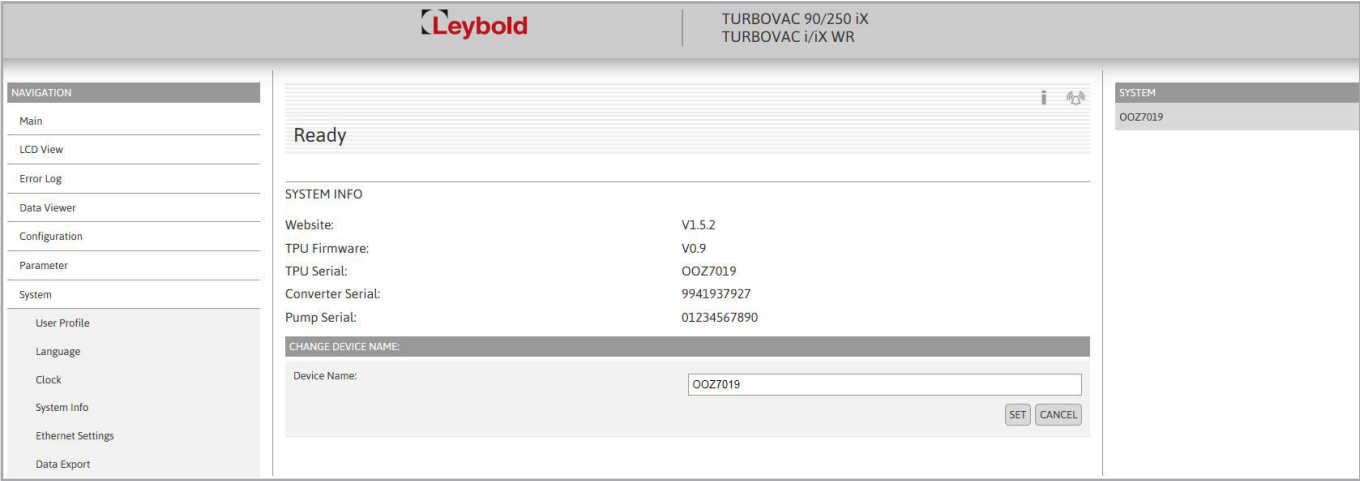 Leybold
TURBOVAC 90/250 iX
TURBOVAC i/iX WR
NAVIGATION
Main
LCD View
Error Log
Data Viewer
Configuration
Parameter
System
User Profile
Language
Clock
System Info
Ethernet Settings
Data Export
i
Ready
SYSTEM INFO
Website: V1.5.2
TPU Firmware: V0.9
TPU Serial: OOZ7019
Converter Serial: 9941937927
Pump Serial: 01234567890
CHANGE DEVICE NAME:
Device Name: OOZ7019
SET CANCEL
SYSTEM
OOZ7019